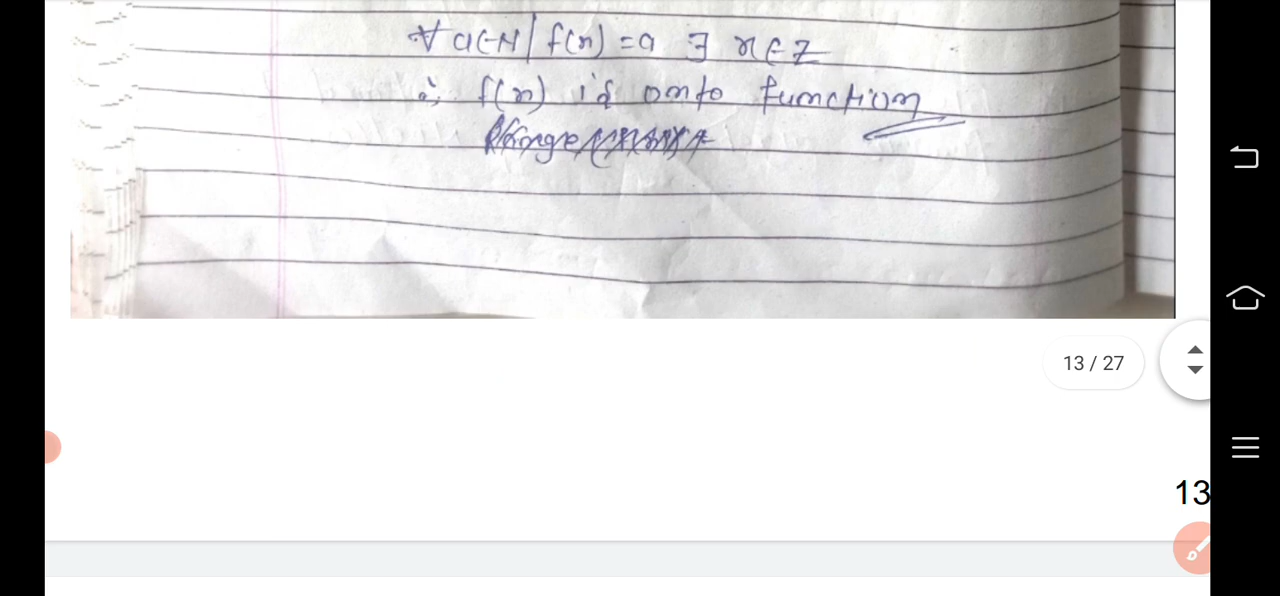 ∀ a∈N | f(n) = a ∃ n∈Z
∴ f(n) is onto function
13 / 27
13